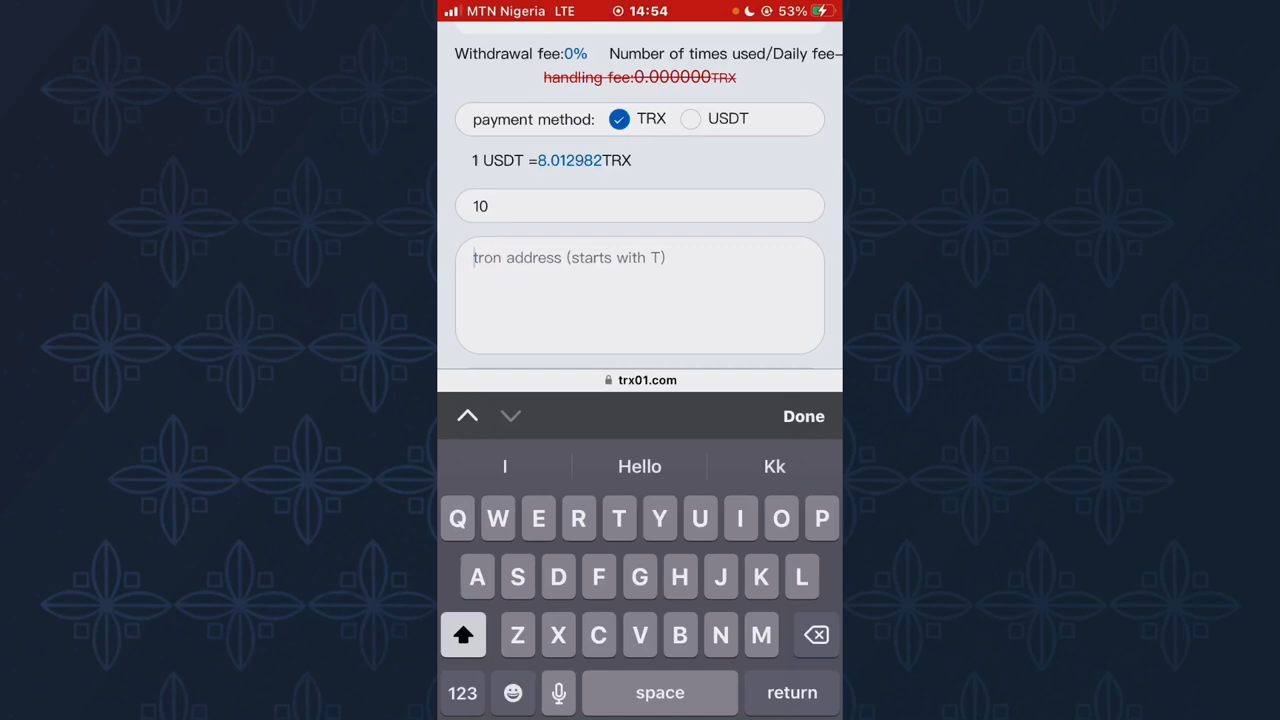 MTN Nigeria LTE 14:54 53%
Withdrawal fee:0% Number of times used/Daily fee-
handling fee:0.000000TRX
payment method: TRX USDT
1 USDT =8.012982TRX
10
tron address (starts with T)
trx01.com
Done
I Hello Kk
Q W E R T Y U I O P
A S D F G H J K L
Z X C V B N M
123 space return